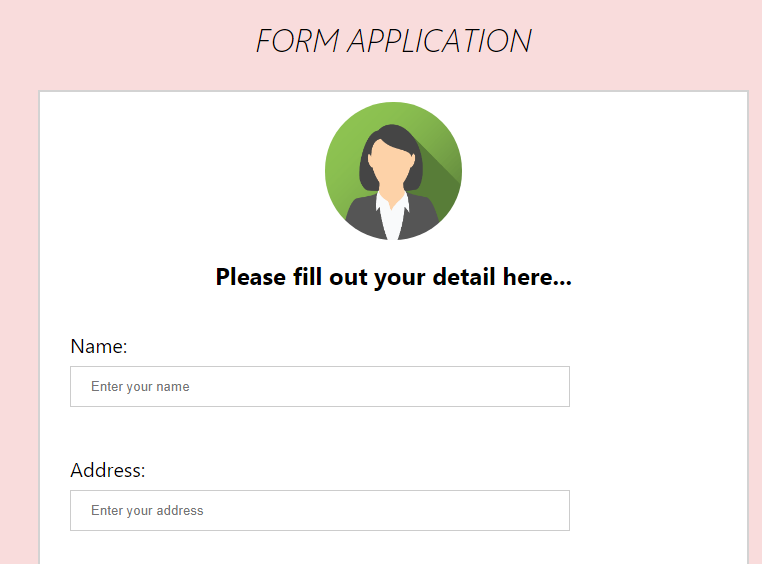 FORM APPLICATION
Please fill out your detail here...
Name:
Enter your name
Address:
Enter your address